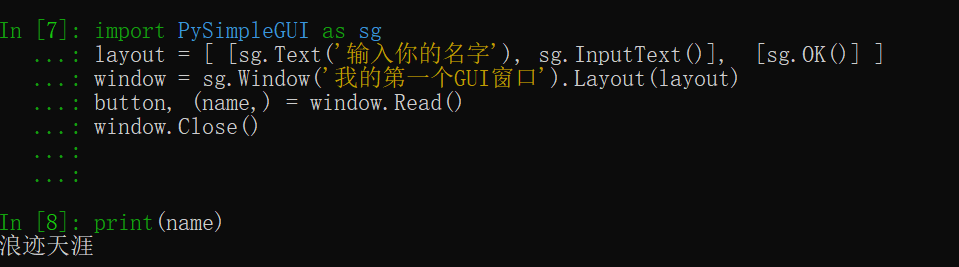 In [7]: import PySimpleGUI as sg
   ...: layout = [ [sg.Text('输入你的名字'), sg.InputText()],  [sg.OK()] ]
   ...: window = sg.Window('我的第一个GUI窗口').Layout(layout)
   ...: button, (name,) = window.Read()
   ...: window.Close()
   ...:
   ...:
In [8]: print(name)
浪迹天涯